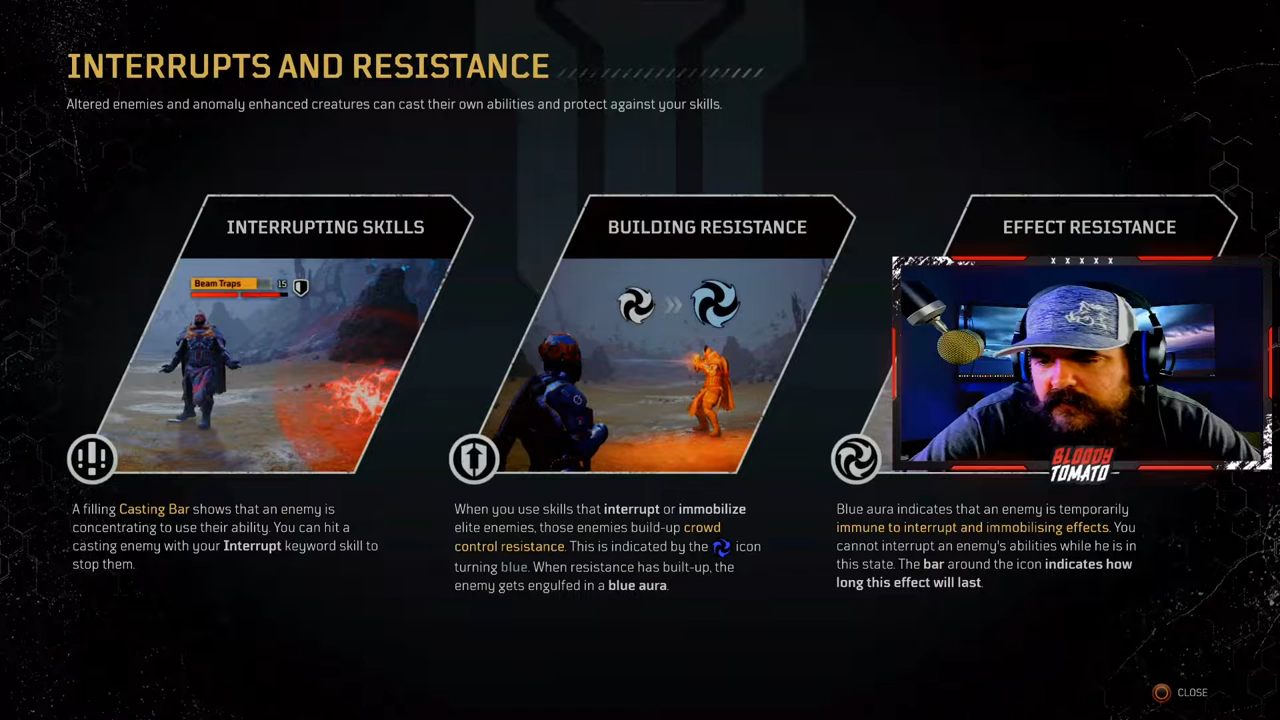 INTERRUPTS AND RESISTANCE
Altered enemies and anomaly enhanced creatures can cast their own abilities and protect against your skills.
INTERRUPTING SKILLS
Beam Traps 15
A filling Casting Bar shows that an enemy is
concentrating to use their ability. You can hit a
casting enemy with your Interrupt keyword skill to
stop them.
BUILDING RESISTANCE
When you use skills that interrupt or immobilize
elite enemies, those enemies build-up crowd
control resistance. This is indicated by the icon
turning blue. When resistance has built-up, the
enemy gets engulfed in a blue aura.
EFFECT RESISTANCE
X X X X X
BLOODY
TOMATO
Blue aura indicates that an enemy is temporarily
immune to interrupt and immobilising effects. You
cannot interrupt an enemy's abilities while he is in
this state. The bar around the icon indicates how
long this effect will last.
CLOSE